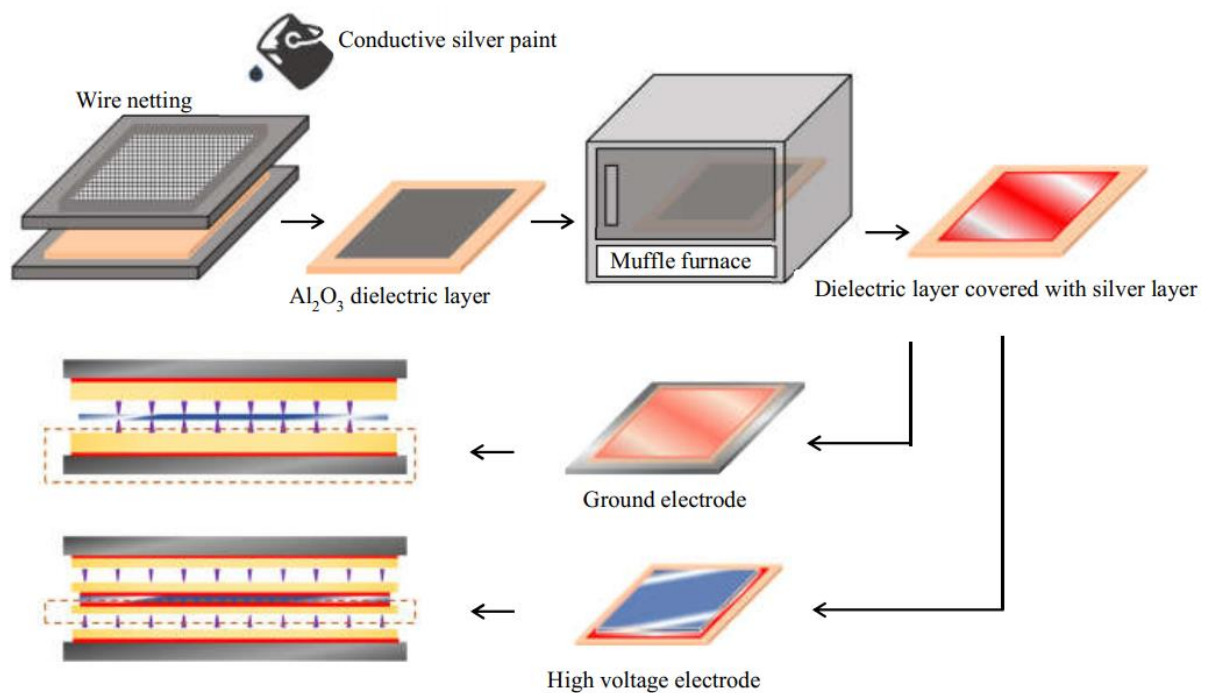 Conductive silver paint
Wire netting
Muffle furnace
Al₂O₃ dielectric layer
Dielectric layer covered with silver layer
Ground electrode
High voltage electrode